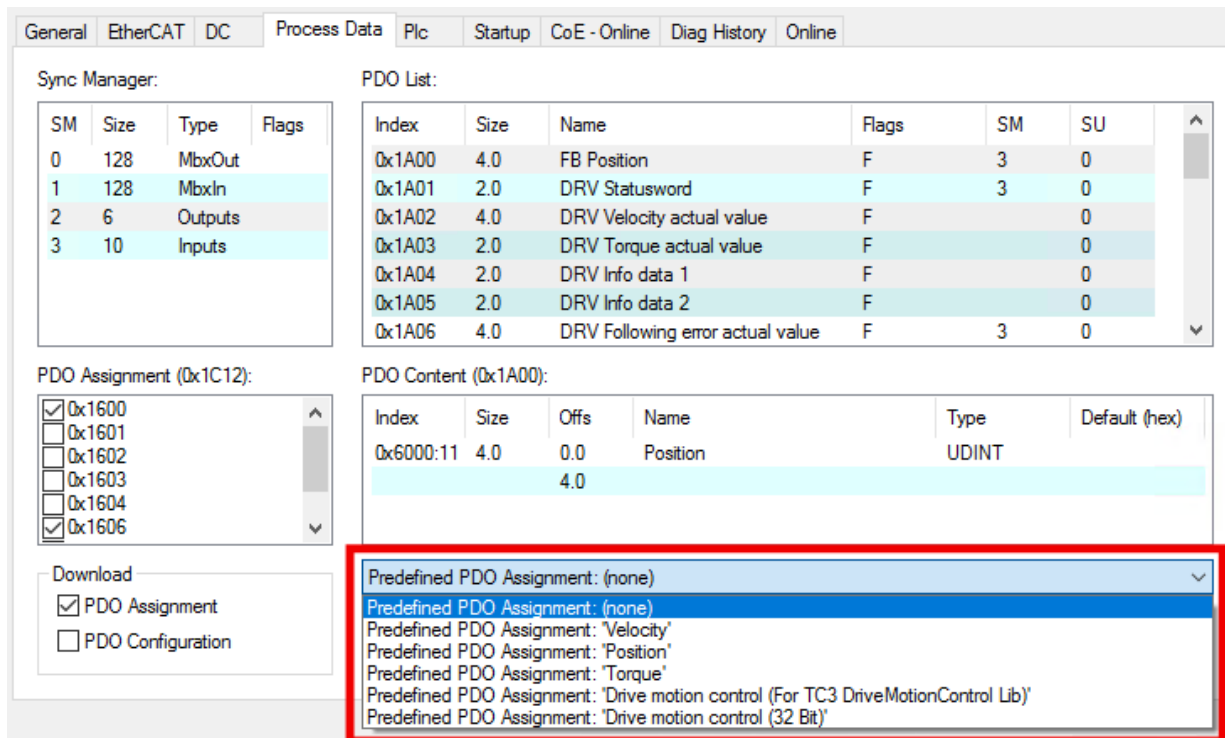 General EtherCAT DC Process Data Plc Startup CoE - Online Diag History Online
Sync Manager:
SM Size Type Flags
0 128 MbxOut
1 128 MbxIn
2 6 Outputs
3 10 Inputs
PDO List:
Index Size Name Flags SM SU
0x1A00 4.0 FB Position F 3 0
0x1A01 2.0 DRV Statusword F 3 0
0x1A02 4.0 DRV Velocity actual value F 0
0x1A03 2.0 DRV Torque actual value F 0
0x1A04 2.0 DRV Info data 1 F 0
0x1A05 2.0 DRV Info data 2 F 0
0x1A06 4.0 DRV Following error actual value F 3 0
PDO Assignment (0x1C12):
0x1600
0x1601
0x1602
0x1603
0x1604
0x1606
PDO Content (0x1A00):
Index Size Offs Name Type Default (hex)
0x6000:11 4.0 0.0 Position UDINT
4.0
Download
PDO Assignment
PDO Configuration
Predefined PDO Assignment: (none)
Predefined PDO Assignment: (none)
Predefined PDO Assignment: 'Velocity'
Predefined PDO Assignment: 'Position'
Predefined PDO Assignment: 'Torque'
Predefined PDO Assignment: 'Drive motion control (For TC3 DriveMotionControl Lib)'
Predefined PDO Assignment: 'Drive motion control (32 Bit)'